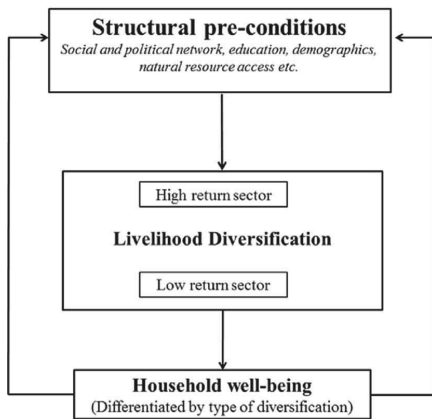 Structural pre-conditions
Social and political network, education, demographics,
natural resource access etc.
High return sector
Livelihood Diversification
Low return sector
Household well-being
(Differentiated by type of diversification)